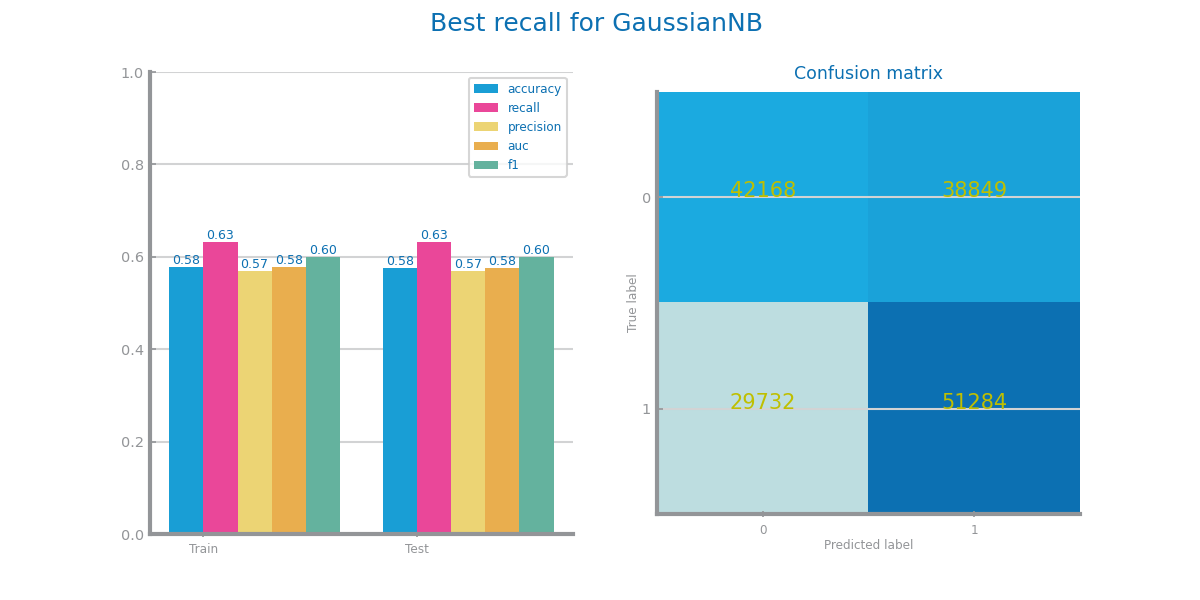 Best recall for GaussianNB
1.0
0.8
0.6
0.4
0.2
0.0
accuracy
recall
precision
auc
f1
0.58
0.63
0.57
0.58
0.60
0.58
0.63
0.57
0.58
0.60
Train
Test
Confusion matrix
True label
0
1
42168
38849
29732
51284
0
1
Predicted label